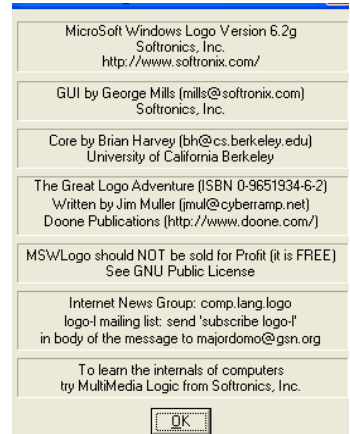 MicroSoft Windows Logo Version 6.2g
Softronics, Inc.
http://www.softronix.com/
GUI by George Mills (mills@softronix.com)
Softronics, Inc.
Core by Brian Harvey (bh@cs.berkeley.edu)
University of California Berkeley
The Great Logo Adventure (ISBN 0-9651934-6-2)
Written by Jim Muller (jmul@cyberramp.net)
Doone Publications (http://www.doone.com/)
MSWLogo should NOT be sold for Profit (it is FREE)
See GNU Public License
Internet News Group: comp.lang.logo
logo-l mailing list: send 'subscribe logo-l'
in body of the message to majordomo@gsn.org
To learn the internals of computers
try MultiMedia Logic from Softronics, Inc.
OK